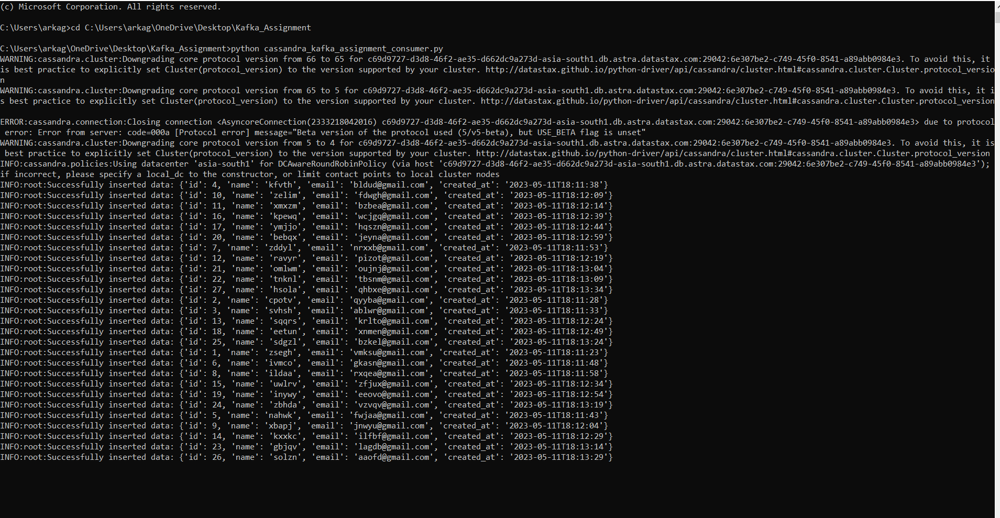 (c) Microsoft Corporation. All rights reserved.
C:\Users\arkag>cd C:\Users\arkag\OneDrive\Desktop\Kafka_Assignment
C:\Users\arkag\OneDrive\Desktop\Kafka_Assignment>python cassandra_kafka_assignment_consumer.py
WARNING:cassandra.cluster:Downgrading core protocol version from 66 to 65 for c69d9727-d3d8-46f2-ae35-d662dc9a273d-asia-south1.db.astra.datastax.com:29042:6e307be2-c749-45f0-8541-a89abb0984e3. To avoid this, it
is best practice to explicitly set Cluster(protocol_version) to the version supported by your cluster. http://datastax.github.io/python-driver/api/cassandra/cluster.html#cassandra.cluster.Cluster.protocol_versio
n
WARNING:cassandra.cluster:Downgrading core protocol version from 65 to 5 for c69d9727-d3d8-46f2-ae35-d662dc9a273d-asia-south1.db.astra.datastax.com:29042:6e307be2-c749-45f0-8541-a89abb0984e3. To avoid this, it i
s best practice to explicitly set Cluster(protocol_version) to the version supported by your cluster. http://datastax.github.io/python-driver/api/cassandra/cluster.html#cassandra.cluster.Cluster.protocol_version
ERROR:cassandra.connection:Closing connection <AsyncoreConnection(2333218042016) c69d9727-d3d8-46f2-ae35-d662dc9a273d-asia-south1.db.astra.datastax.com:29042:6e307be2-c749-45f0-8541-a89abb0984e3> due to protocol
error: Error from server: code=000a [Protocol error] message="Beta version of the protocol used (5/v5-beta), but USE_BETA flag is unset"
WARNING:cassandra.cluster:Downgrading core protocol version from 5 to 4 for c69d9727-d3d8-46f2-ae35-d662dc9a273d-asia-south1.db.astra.datastax.com:29042:6e307be2-c749-45f0-8541-a89abb0984e3. To avoid this, it is
best practice to explicitly set Cluster(protocol_version) to the version supported by your cluster. http://datastax.github.io/python-driver/api/cassandra/cluster.html#cassandra.cluster.Cluster.protocol_version
INFO:cassandra.policies:Using datacenter 'asia-south1' for DCAwareRoundRobinPolicy (via host 'c69d9727-d3d8-46f2-ae35-d662dc9a273d-asia-south1.db.astra.datastax.com:29042:6e307be2-c749-45f0-8541-a89abb0984e3');
if incorrect, please specify a local_dc to the constructor, or limit contact points to local cluster nodes
INFO:root:Successfully inserted data: {'id': 4, 'name': 'kfvth', 'email': 'bldud@gmail.com', 'created_at': '2023-05-11T18:11:38'}
INFO:root:Successfully inserted data: {'id': 10, 'name': 'zelim', 'email': 'fdwgh@gmail.com', 'created_at': '2023-05-11T18:12:09'}
INFO:root:Successfully inserted data: {'id': 11, 'name': 'xmxzm', 'email': 'bzbea@gmail.com', 'created_at': '2023-05-11T18:12:14'}
INFO:root:Successfully inserted data: {'id': 16, 'name': 'kpewq', 'email': 'wcjgq@gmail.com', 'created_at': '2023-05-11T18:12:39'}
INFO:root:Successfully inserted data: {'id': 17, 'name': 'ymjjo', 'email': 'hqszn@gmail.com', 'created_at': '2023-05-11T18:12:44'}
INFO:root:Successfully inserted data: {'id': 20, 'name': 'bebqx', 'email': 'jeyna@gmail.com', 'created_at': '2023-05-11T18:12:59'}
INFO:root:Successfully inserted data: {'id': 7, 'name': 'zddyl', 'email': 'nrxxb@gmail.com', 'created_at': '2023-05-11T18:11:53'}
INFO:root:Successfully inserted data: {'id': 12, 'name': 'ravyr', 'email': 'pizot@gmail.com', 'created_at': '2023-05-11T18:12:19'}
INFO:root:Successfully inserted data: {'id': 21, 'name': 'omlwm', 'email': 'oujnj@gmail.com', 'created_at': '2023-05-11T18:13:04'}
INFO:root:Successfully inserted data: {'id': 22, 'name': 'tnknl', 'email': 'tbsnm@gmail.com', 'created_at': '2023-05-11T18:13:09'}
INFO:root:Successfully inserted data: {'id': 27, 'name': 'hsola', 'email': 'qhbxe@gmail.com', 'created_at': '2023-05-11T18:13:34'}
INFO:root:Successfully inserted data: {'id': 2, 'name': 'cpotv', 'email': 'qyyba@gmail.com', 'created_at': '2023-05-11T18:11:28'}
INFO:root:Successfully inserted data: {'id': 3, 'name': 'svhsh', 'email': 'ablwr@gmail.com', 'created_at': '2023-05-11T18:11:33'}
INFO:root:Successfully inserted data: {'id': 13, 'name': 'sqqrs', 'email': 'krlto@gmail.com', 'created_at': '2023-05-11T18:12:24'}
INFO:root:Successfully inserted data: {'id': 18, 'name': 'eetun', 'email': 'xnmen@gmail.com', 'created_at': '2023-05-11T18:12:49'}
INFO:root:Successfully inserted data: {'id': 25, 'name': 'sdgzl', 'email': 'bzkel@gmail.com', 'created_at': '2023-05-11T18:13:24'}
INFO:root:Successfully inserted data: {'id': 1, 'name': 'zsegh', 'email': 'vmksu@gmail.com', 'created_at': '2023-05-11T18:11:23'}
INFO:root:Successfully inserted data: {'id': 6, 'name': 'ivmco', 'email': 'gkasn@gmail.com', 'created_at': '2023-05-11T18:11:48'}
INFO:root:Successfully inserted data: {'id': 8, 'name': 'ildaa', 'email': 'rxqea@gmail.com', 'created_at': '2023-05-11T18:11:58'}
INFO:root:Successfully inserted data: {'id': 15, 'name': 'uwlrv', 'email': 'zfjux@gmail.com', 'created_at': '2023-05-11T18:12:34'}
INFO:root:Successfully inserted data: {'id': 19, 'name': 'inywy', 'email': 'eeovo@gmail.com', 'created_at': '2023-05-11T18:12:54'}
INFO:root:Successfully inserted data: {'id': 24, 'name': 'zbhda', 'email': 'vzvqv@gmail.com', 'created_at': '2023-05-11T18:13:19'}
INFO:root:Successfully inserted data: {'id': 5, 'name': 'nahwk', 'email': 'fwjaa@gmail.com', 'created_at': '2023-05-11T18:11:43'}
INFO:root:Successfully inserted data: {'id': 9, 'name': 'xbapj', 'email': 'jnwyu@gmail.com', 'created_at': '2023-05-11T18:12:04'}
INFO:root:Successfully inserted data: {'id': 14, 'name': 'kxxkc', 'email': 'ilfbf@gmail.com', 'created_at': '2023-05-11T18:12:29'}
INFO:root:Successfully inserted data: {'id': 23, 'name': 'gbjqv', 'email': 'lagdb@gmail.com', 'created_at': '2023-05-11T18:13:14'}
INFO:root:Successfully inserted data: {'id': 26, 'name': 'solzn', 'email': 'aaofd@gmail.com', 'created_at': '2023-05-11T18:13:29'}